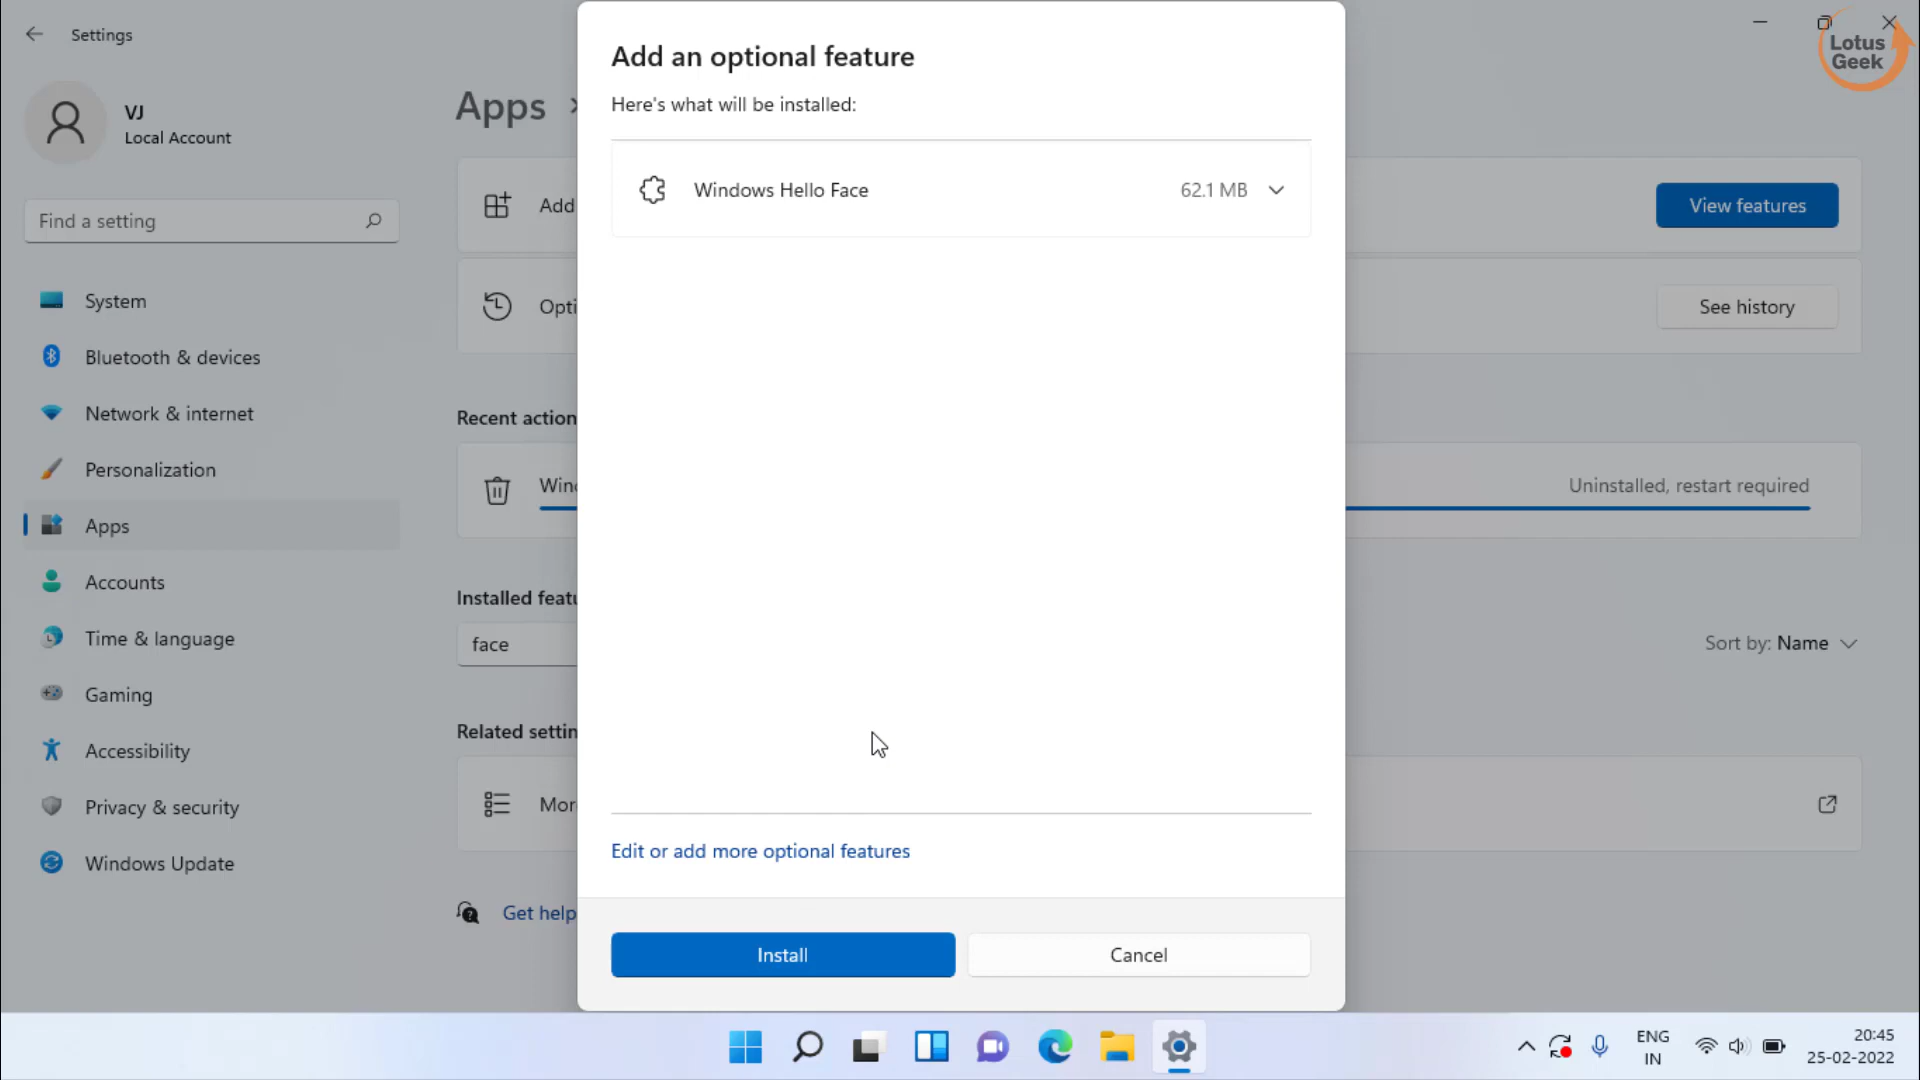 Settings
Lotus
Geek
VJ
Local Account
Find a setting
System
Bluetooth & devices
Network & internet
Personalization
Apps
Accounts
Time & language
Gaming
Accessibility
Privacy & security
Windows Update
Apps
Add
View features
Opti
See history
Recent action
Wind
Uninstalled, restart required
Installed featu
face
Sort by: Name
Related settin
Mor
Get help
Add an optional feature
Here's what will be installed:
Windows Hello Face 62.1 MB
Edit or add more optional features
Install
Cancel
ENG
IN
20:45
25-02-2022